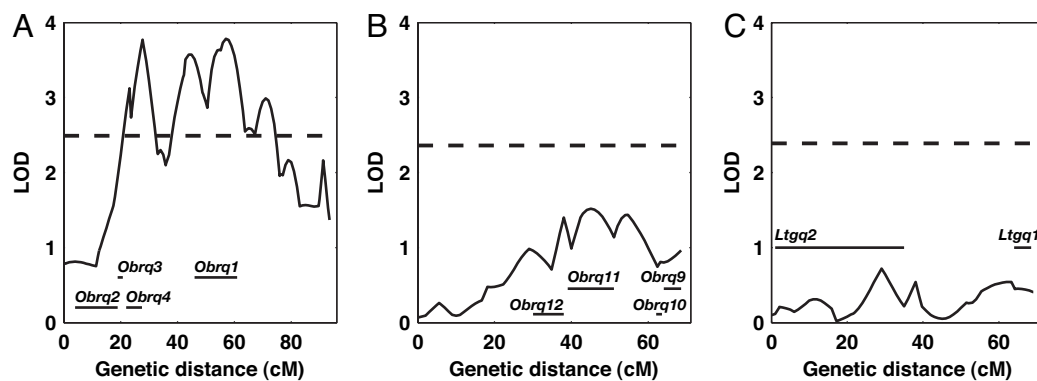 A
LOD
4
3
2
1
0
Obrq3
Obrq1
Obrq2
Obrq4
0 20 40 60 80
Genetic distance (cM)
B
LOD
4
3
2
1
0
Obrq11
Obrq9
Obrq12
Obrq10
0 20 40 60
Genetic distance (cM)
C
LOD
4
3
2
1
0
Ltgq2
Ltgq1
0 20 40 60
Genetic distance (cM)